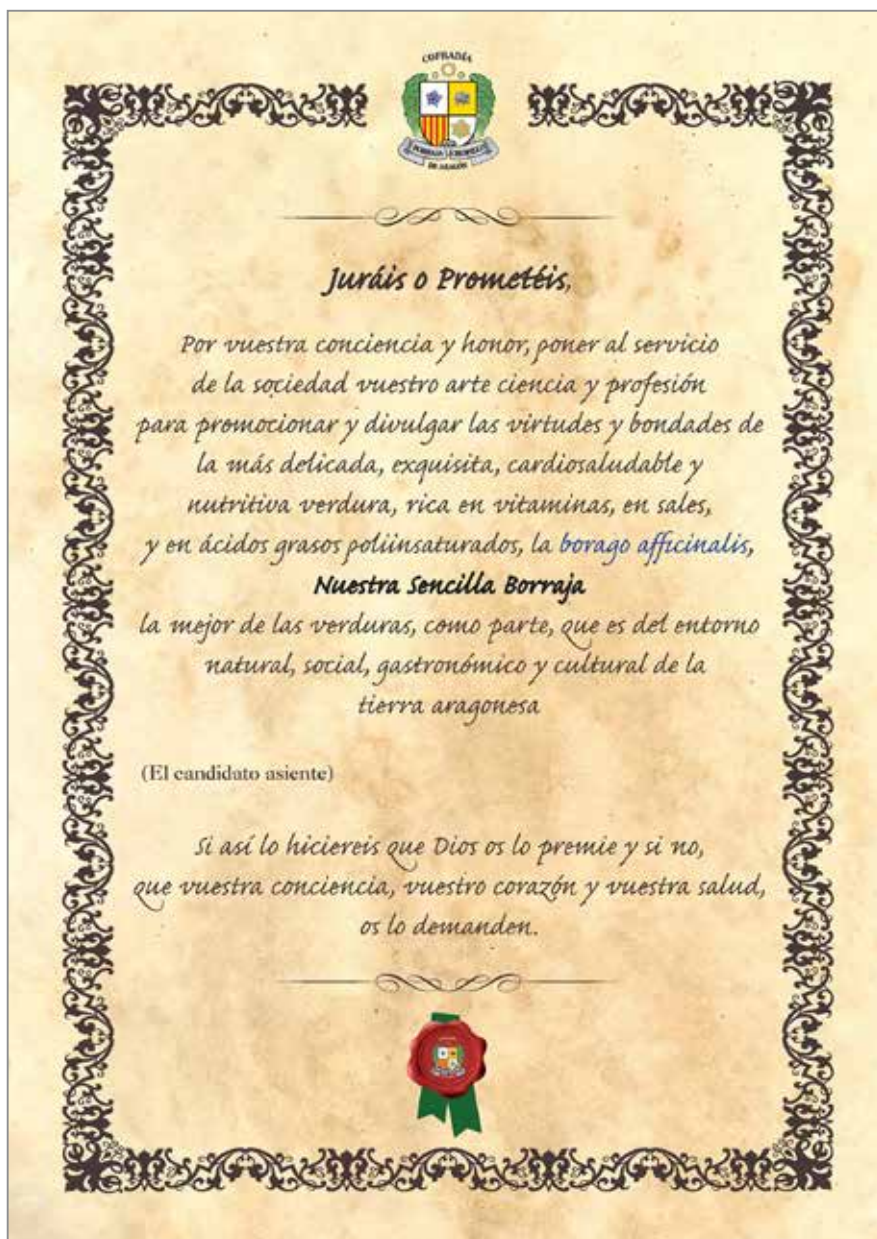 COFRADÍA
BORRAJA CRESPILLO
DE ARAGÓN
Juráis o Prometéis,
Por vuestra conciencia y honor, poner al servicio
de la sociedad vuestro arte ciencia y profesión
para promocionar y divulgar las virtudes y bondades de
la más delicada, exquisita, cardiosaludable y
nutritiva verdura, rica en vitaminas, en sales,
y en ácidos grasos poliinsaturados, la borago afficinalis,
Nuestra Sencilla Borraja
la mejor de las verduras, como parte, que es del entorno
natural, social, gastronómico y cultural de la
tierra aragonesa
(El candidato asiente)
Si así lo hiciereis que Dios os lo premie y si no,
que vuestra conciencia, vuestro corazón y vuestra salud,
os lo demanden.